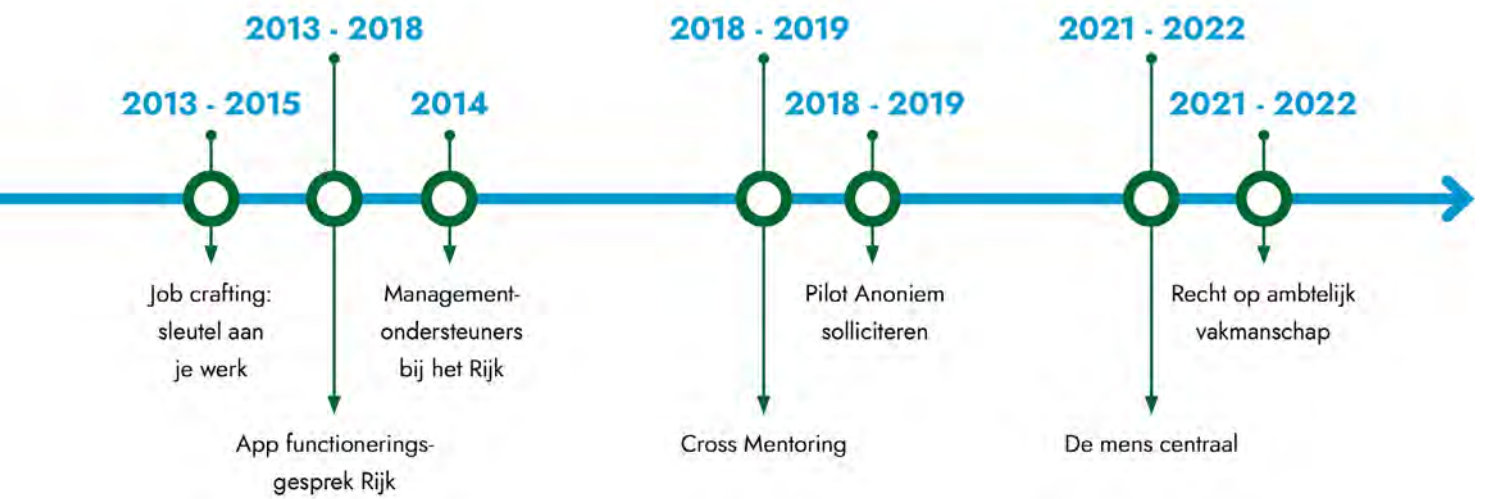 2013 - 2018
2018 - 2019
2021 - 2022
2013 - 2015
2014
2018 - 2019
2021 - 2022
Job crafting:
sleutel aan
je werk
Management-
ondersteuners
bij het Rijk
Pilot Anoniem
solliciteren
Recht op ambtelijk
vakmanschap
App functionerings-
gesprek Rijk
Cross Mentoring
De mens centraal